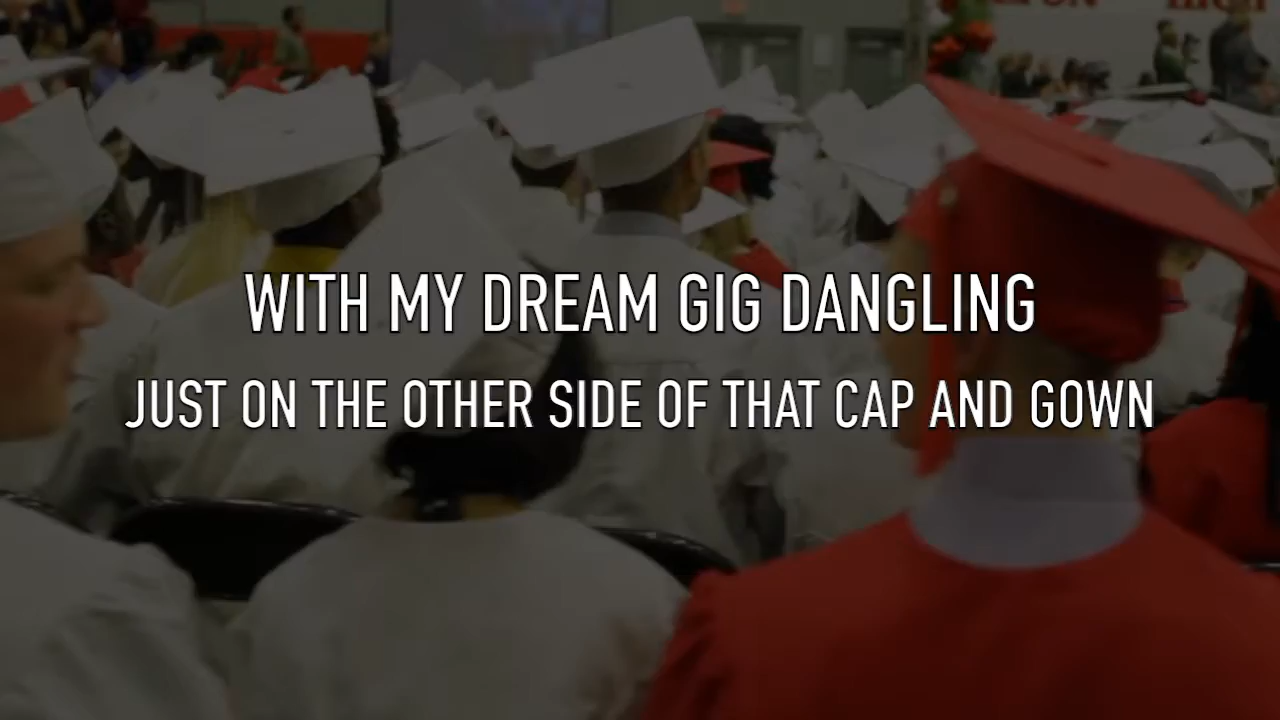 WITH MY DREAM GIG DANGLING
JUST ON THE OTHER SIDE OF THAT CAP AND GOWN